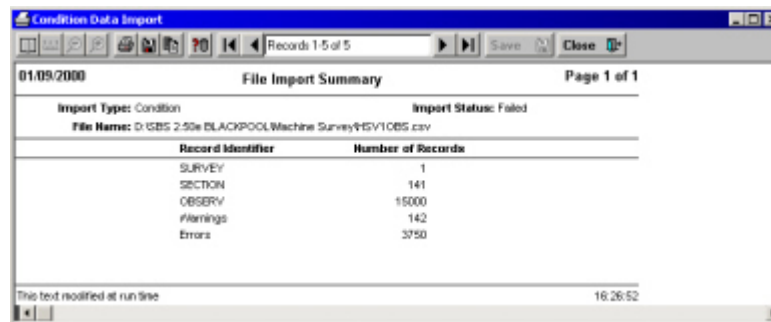 Condition Data Import
Records 1-5 of 5
Save
Close
01/09/2000
File Import Summary
Page 1 of 1
Import Type: Condition
Import Status: Failed
File Name: D:\SBS 2.50e BLACKPOOL\Machine Survey\HSV1OBS.csv
Record Identifier Number of Records
SURVEY 1
SECTION 141
OBSERV 15000
Warnings 142
Errors 3750
This text modified at run time
16:26:52